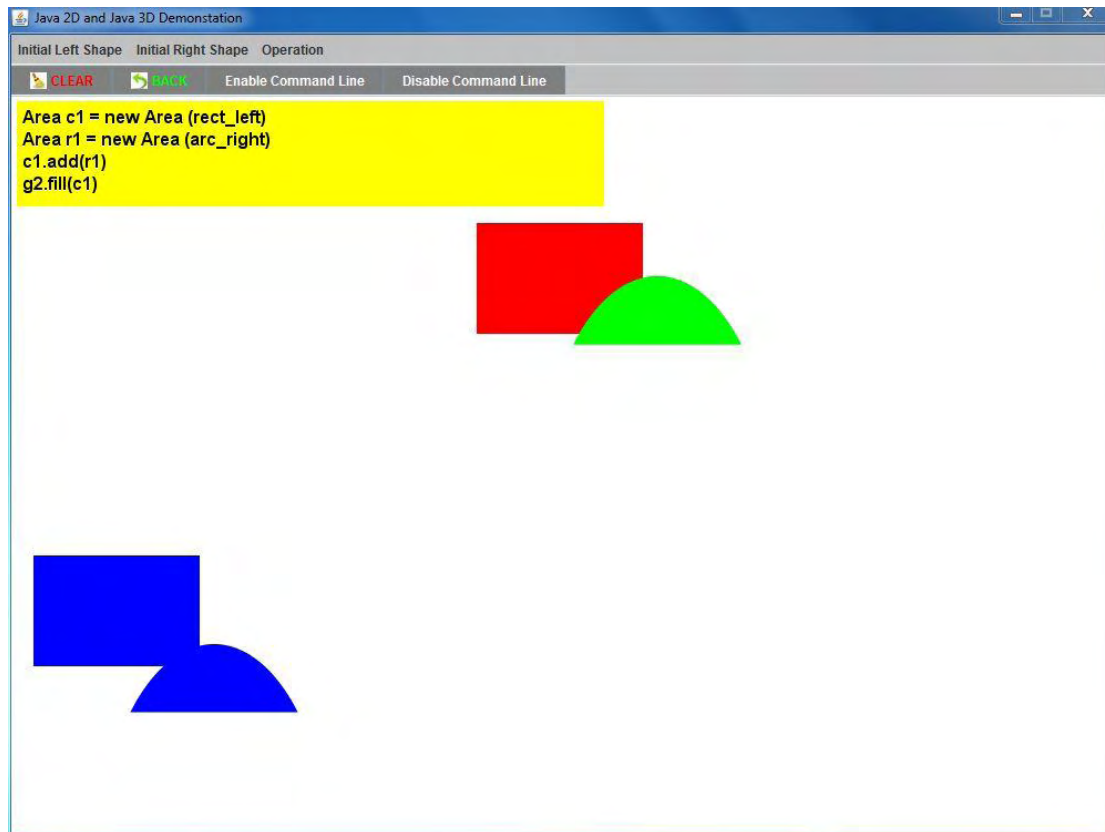 Java 2D and Java 3D Demonstation
Initial Left Shape Initial Right Shape Operation
CLEAR BACK Enable Command Line Disable Command Line
Area c1 = new Area (rect_left)
Area r1 = new Area (arc_right)
c1.add(r1)
g2.fill(c1)